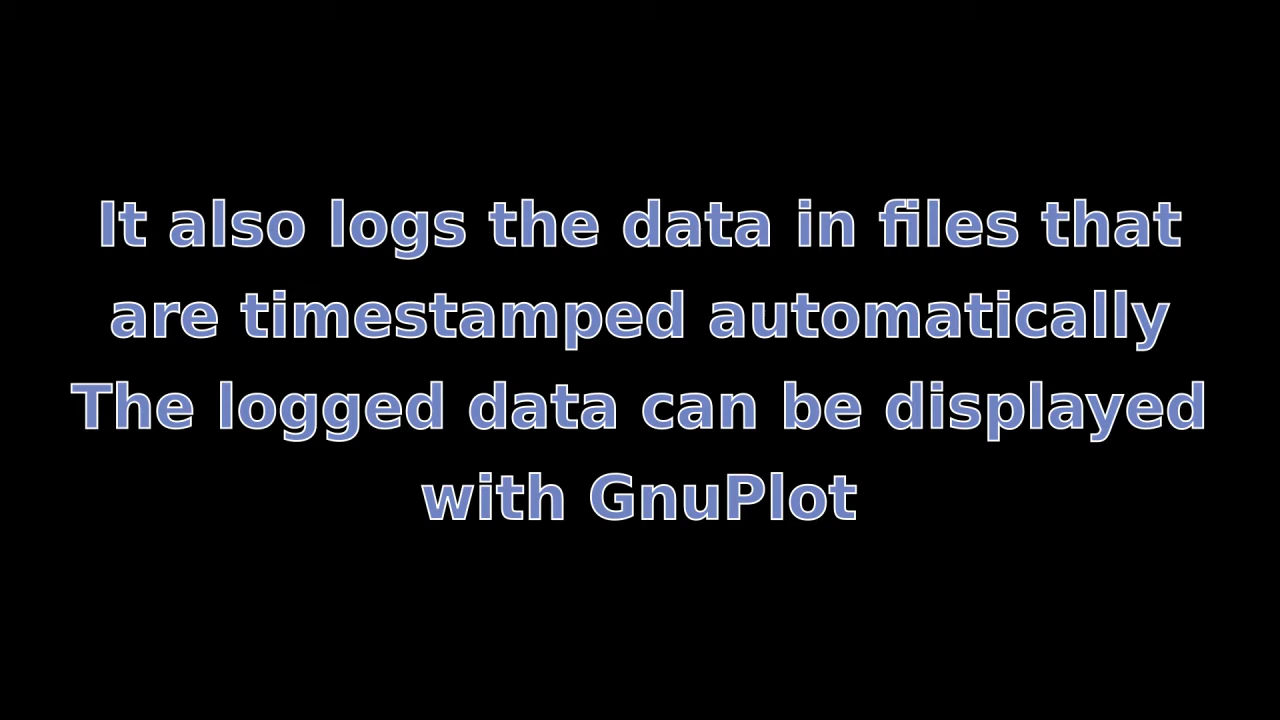 It also logs the data in files that
are timestamped automatically
The logged data can be displayed
with GnuPlot